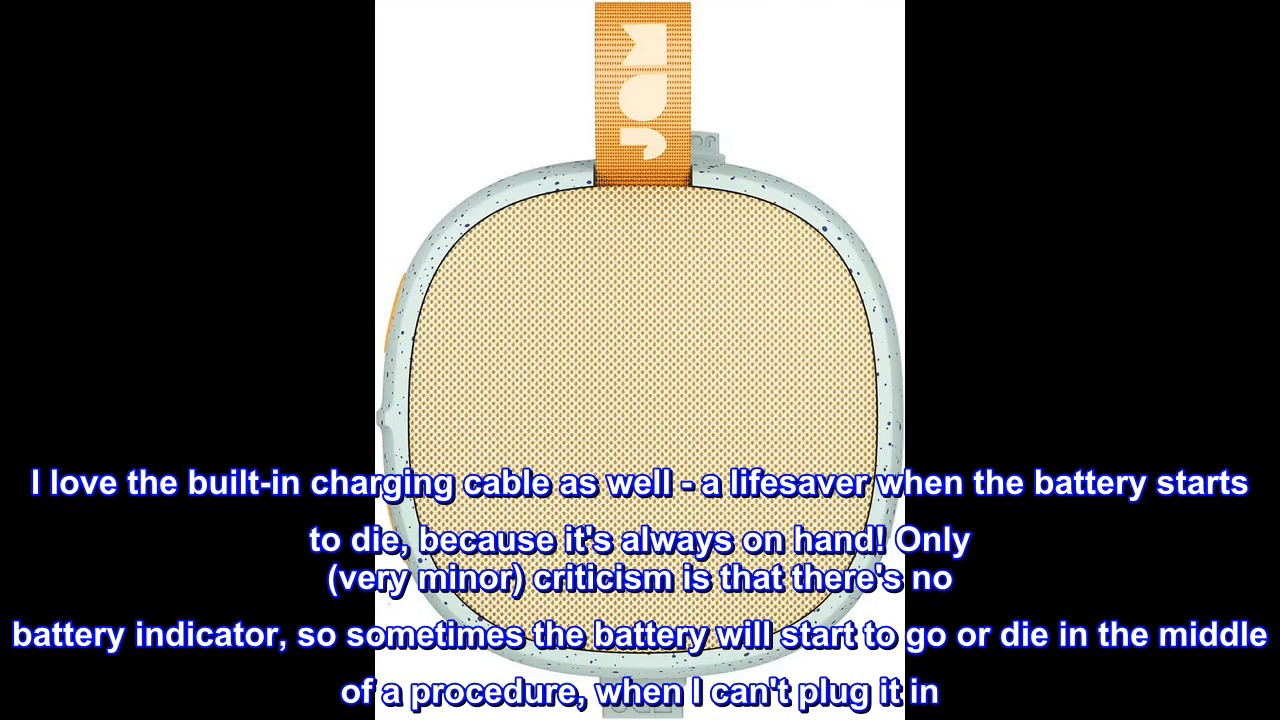 I love the built-in charging cable as well - a lifesaver when the battery starts
to die, because it's always on hand! Only
(very minor) criticism is that there's no
battery indicator, so sometimes the battery will start to go or die in the middle
of a procedure, when I can't plug it in